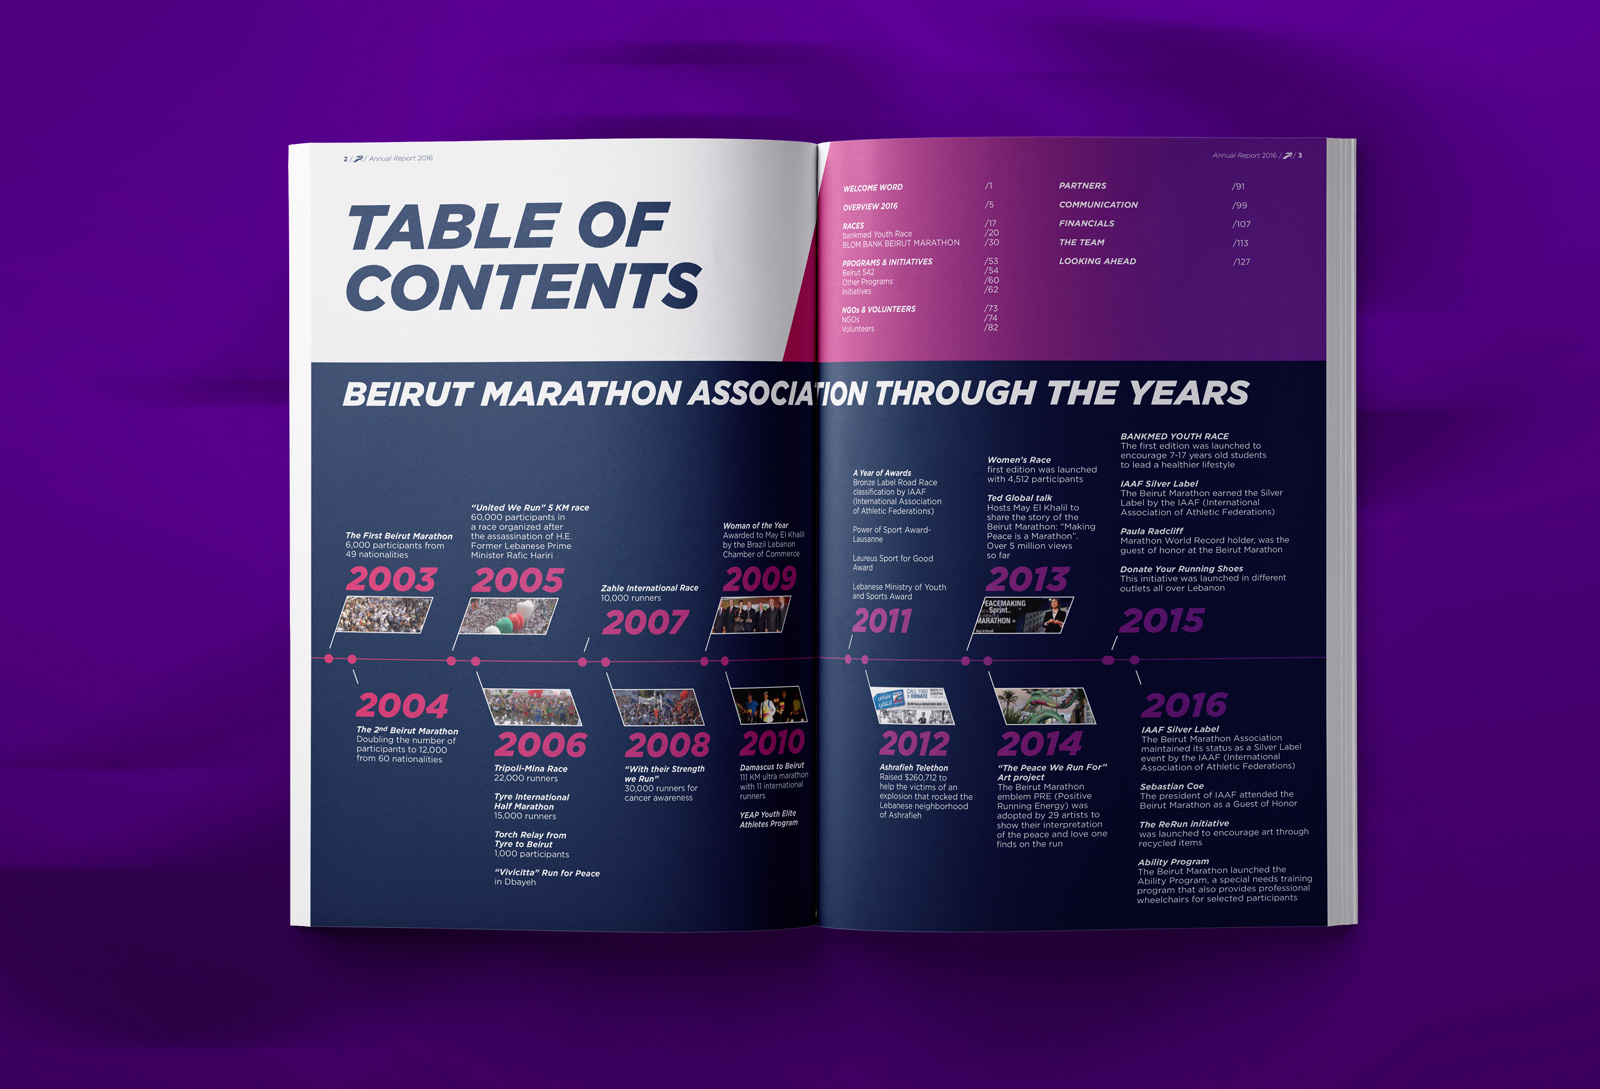 2 / / Annual Report 2016
TABLE OF
CONTENTS
Annual Report 2016 / / 3
WELCOME WORD /1
OVERVIEW 2016 /5
RACES /17
bankmed Youth Race /20
BLOM BANK BEIRUT MARATHON /30
PROGRAMS & INITIATIVES /53
Beirut 542 /54
Other Programs /60
Initiatives /62
NGOs & VOLUNTEERS /73
NGOs /74
Volunteers /82
PARTNERS /91
COMMUNICATION /99
FINANCIALS /107
THE TEAM /113
LOOKING AHEAD /127
BEIRUT MARATHON ASSOCIATION THROUGH THE YEARS
The First Beirut Marathon
6,000 participants from
49 nationalities
2003
2004
The 2nd Beirut Marathon
Doubling the number of
participants to 12,000
from 60 nationalities
"United We Run" 5 KM race
60,000 participants in
a race organized after
the assassination of H.E.
Former Lebanese Prime
Minister Rafic Hariri
2005
2006
Tripoli-Mina Race
22,000 runners
Tyre International
Half Marathon
15,000 runners
Torch Relay from
Tyre to Beirut
1,000 participants
"Vivicitta" Run for Peace
in Dbayeh
Zahle International Race
10,000 runners
2007
2008
"With their Strength
we Run"
30,000 runners for
cancer awareness
Woman of the Year
Awarded to May El Khalil
by the Brazil Lebanon
Chamber of Commerce
2009
2010
Damascus to Beirut
111 KM ultra marathon
with 11 international
runners
YEAP Youth Elite
Athletes Program
A Year of Awards
Bronze Label Road Race
classification by IAAF
(International Association
of Athletic Federations)
Power of Sport Award-
Lausanne
Laureus Sport for Good
Award
Lebanese Ministry of Youth
and Sports Award
2011
CALL 1040
DONATE
2012
Ashrafieh Telethon
Raised $260,712 to
help the victims of an
explosion that rocked the
Lebanese neighborhood
of Ashrafieh
Women's Race
first edition was launched
with 4,512 participants
Ted Global talk
Hosts May El Khalil to
share the story of the
Beirut Marathon: "Making
Peace is a Marathon".
Over 5 million views
so far
2013
PEACEMAKING
Sprint..
MARATHON »
2014
"The Peace We Run For"
Art project
The Beirut Marathon
emblem PRE (Positive
Running Energy) was
adopted by 29 artists to
show their interpretation
of the peace and love one
finds on the run
BANKMED YOUTH RACE
The first edition was launched to
encourage 7-17 years old students
to lead a healthier lifestyle
IAAF Silver Label
The Beirut Marathon earned the Silver
Label by the IAAF (International
Association of Athletic Federations)
Paula Radcliff
Marathon World Record holder, was the
guest of honor at the Beirut Marathon
Donate Your Running Shoes
This initiative was launched in different
outlets all over Lebanon
2015
2016
IAAF Silver Label
The Beirut Marathon Association
maintained its status as a Silver Label
event by the IAAF (International
Association of Athletic Federations)
Sebastian Coe
The president of IAAF attended the
Beirut Marathon as a Guest of Honor
The ReRun initiative
was launched to encourage art through
recycled items
Ability Program
The Beirut Marathon launched the
Ability Program, a special needs training
program that also provides professional
wheelchairs for selected participants